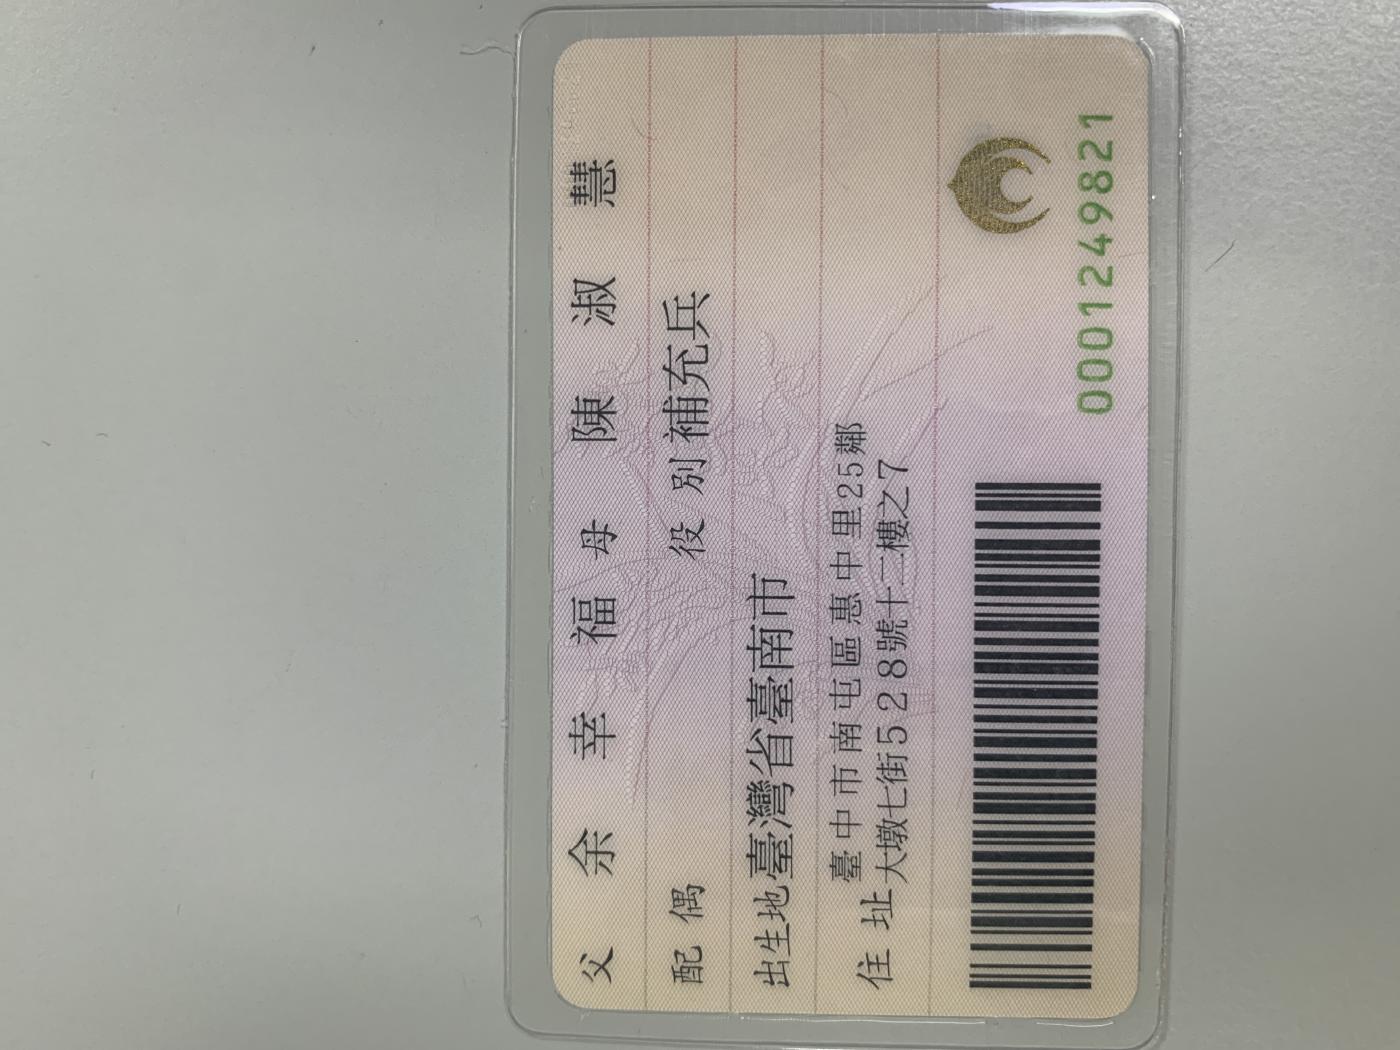 父 余 幸 福 母 陳 淑 慧
配 偶 役 別 補充兵
出生地 臺灣省臺南市
住 址 臺中市南屯區惠中里25鄰
大墩七街528號十二樓之7
0001249821